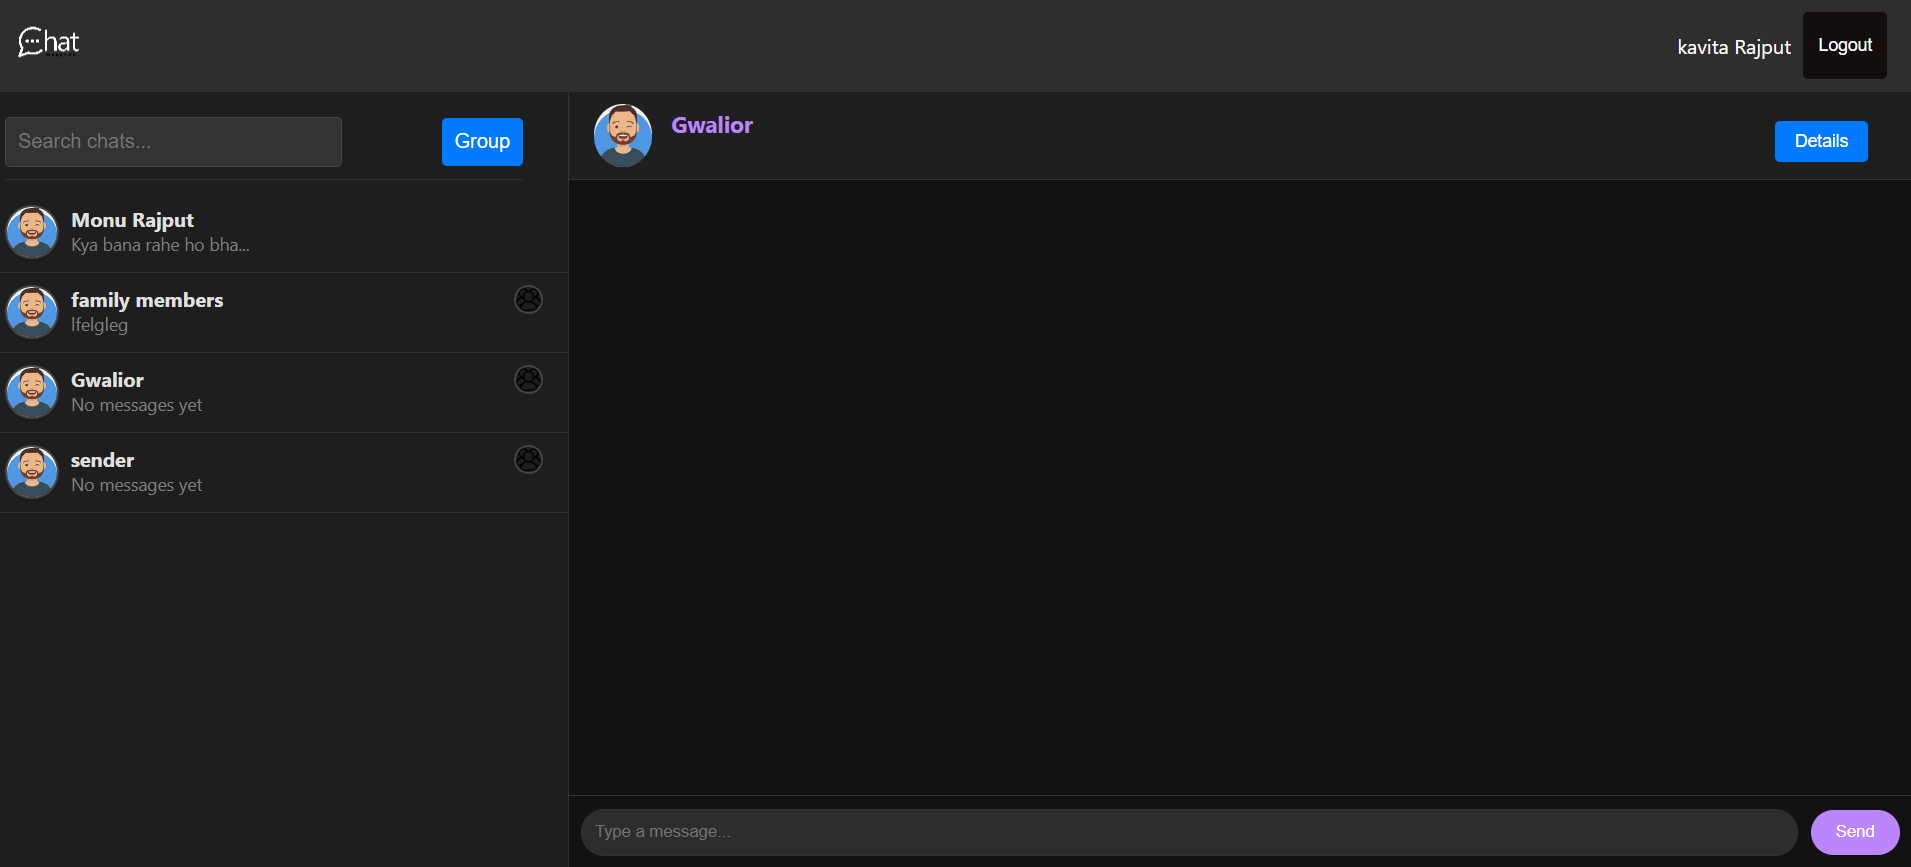 Chat
kavita Rajput
Logout
Search chats...
Group
Monu Rajput
Kya bana rahe ho bha...
family members
lfelgleg
Gwalior
No messages yet
sender
No messages yet
Gwalior
Details
Type a message...
Send